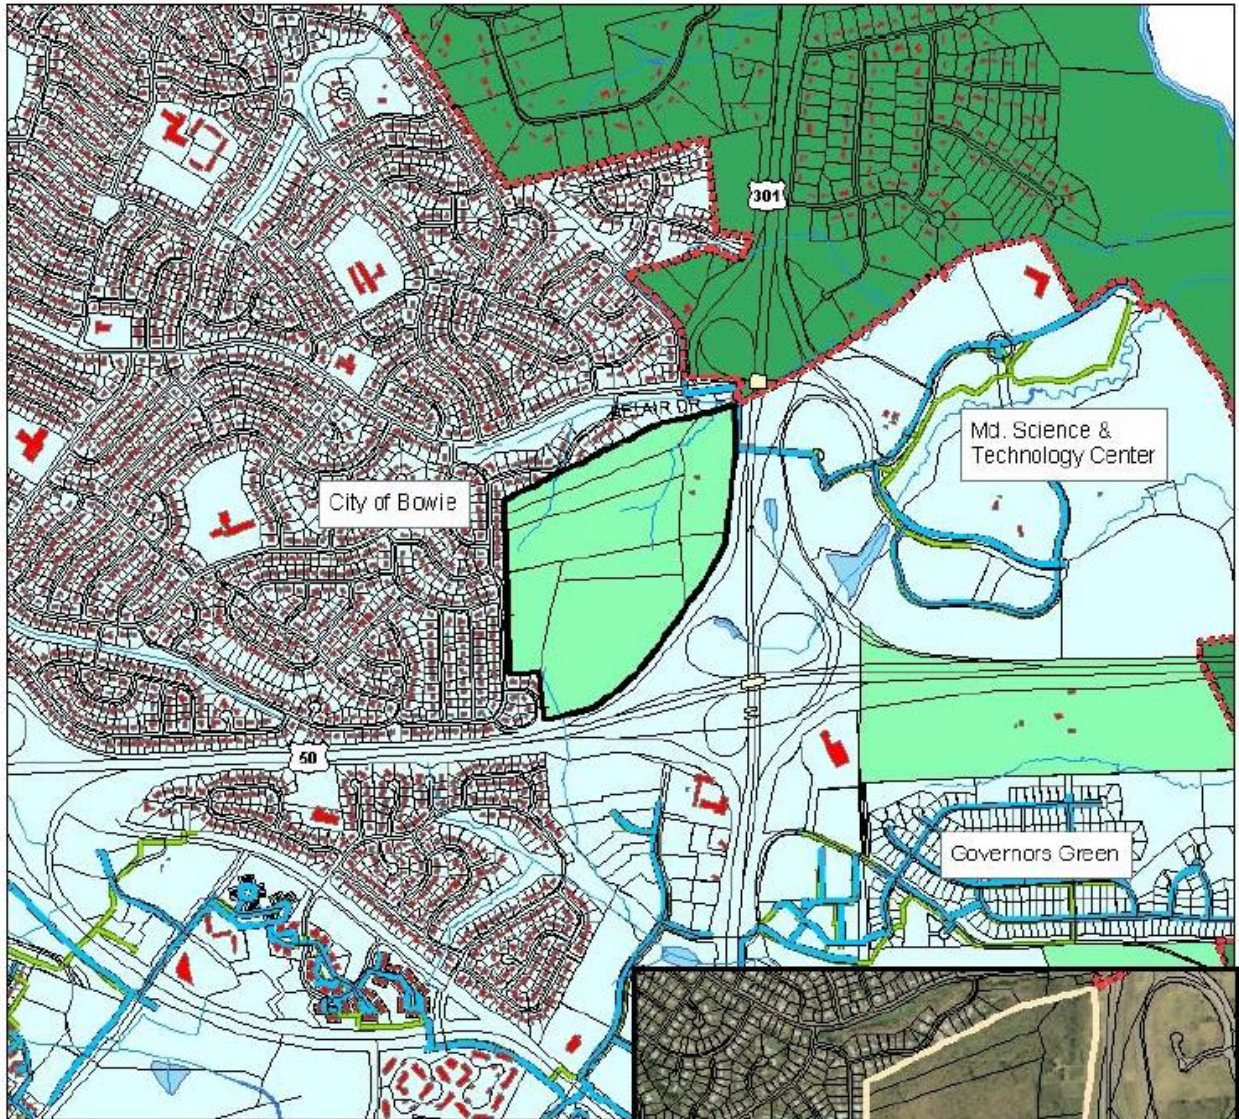 301
BELAIR DR
Md. Science &
Technology Center
City of Bowie
50
Governors Green